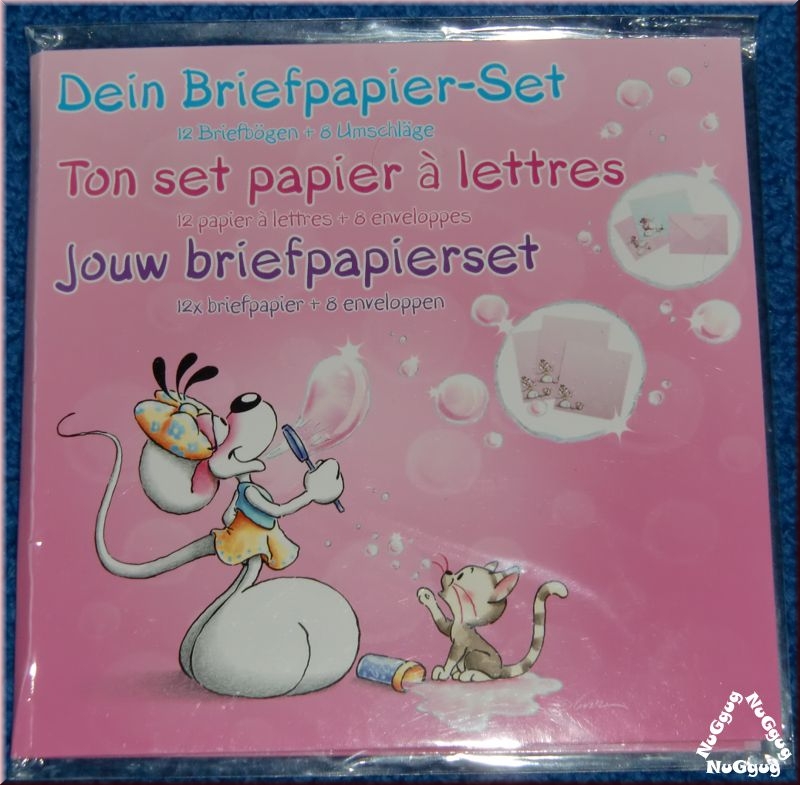 Dein Briefpapier-Set
12 Briefbögen + 8 Umschläge
Ton set papier à lettres
12 papier à lettres + 8 enveloppes
Jouw briefpapierset
12x briefpapier + 8 enveloppen
NuGgug
NuGgug
NuGgug